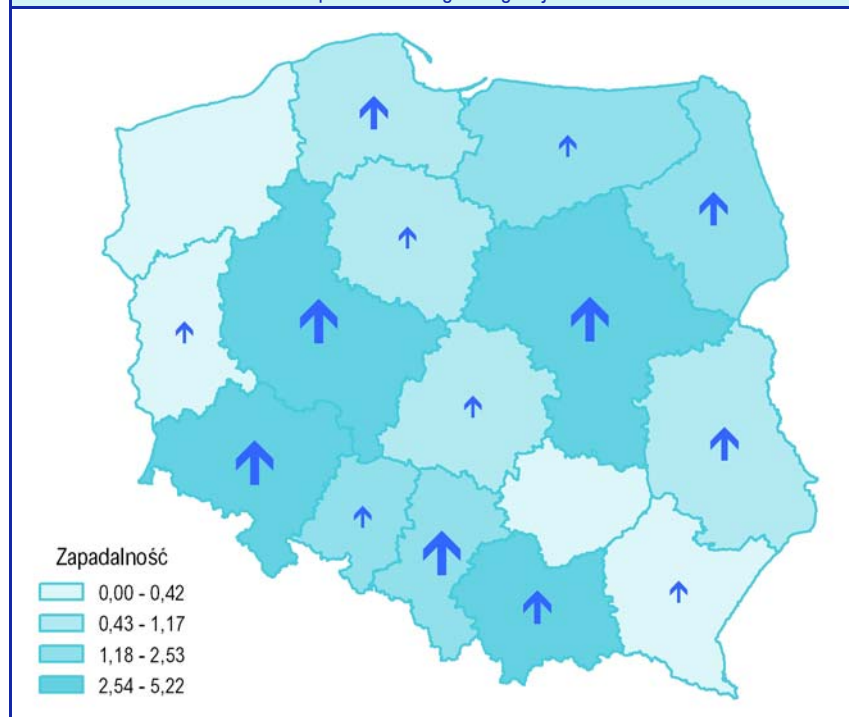 Zapadalność
0,00 - 0,42
0,43 - 1,17
1,18 - 2,53
2,54 - 5,22